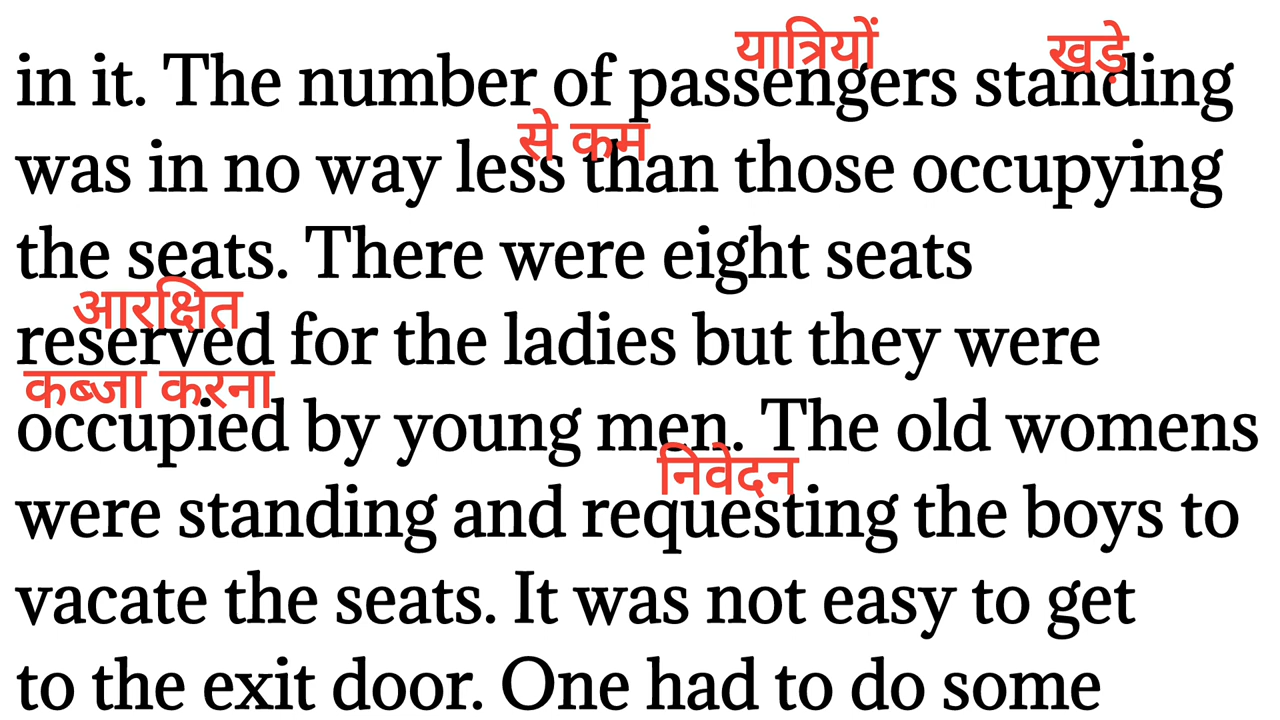 यात्रियों खड़े
in it. The number of passengers standing
से कम
was in no way less than those occupying
the seats. There were eight seats
आरक्षित
reserved for the ladies but they were
कब्जा करना
occupied by young men. The old womens
निवेदन
were standing and requesting the boys to
vacate the seats. It was not easy to get
to the exit door. One had to do some